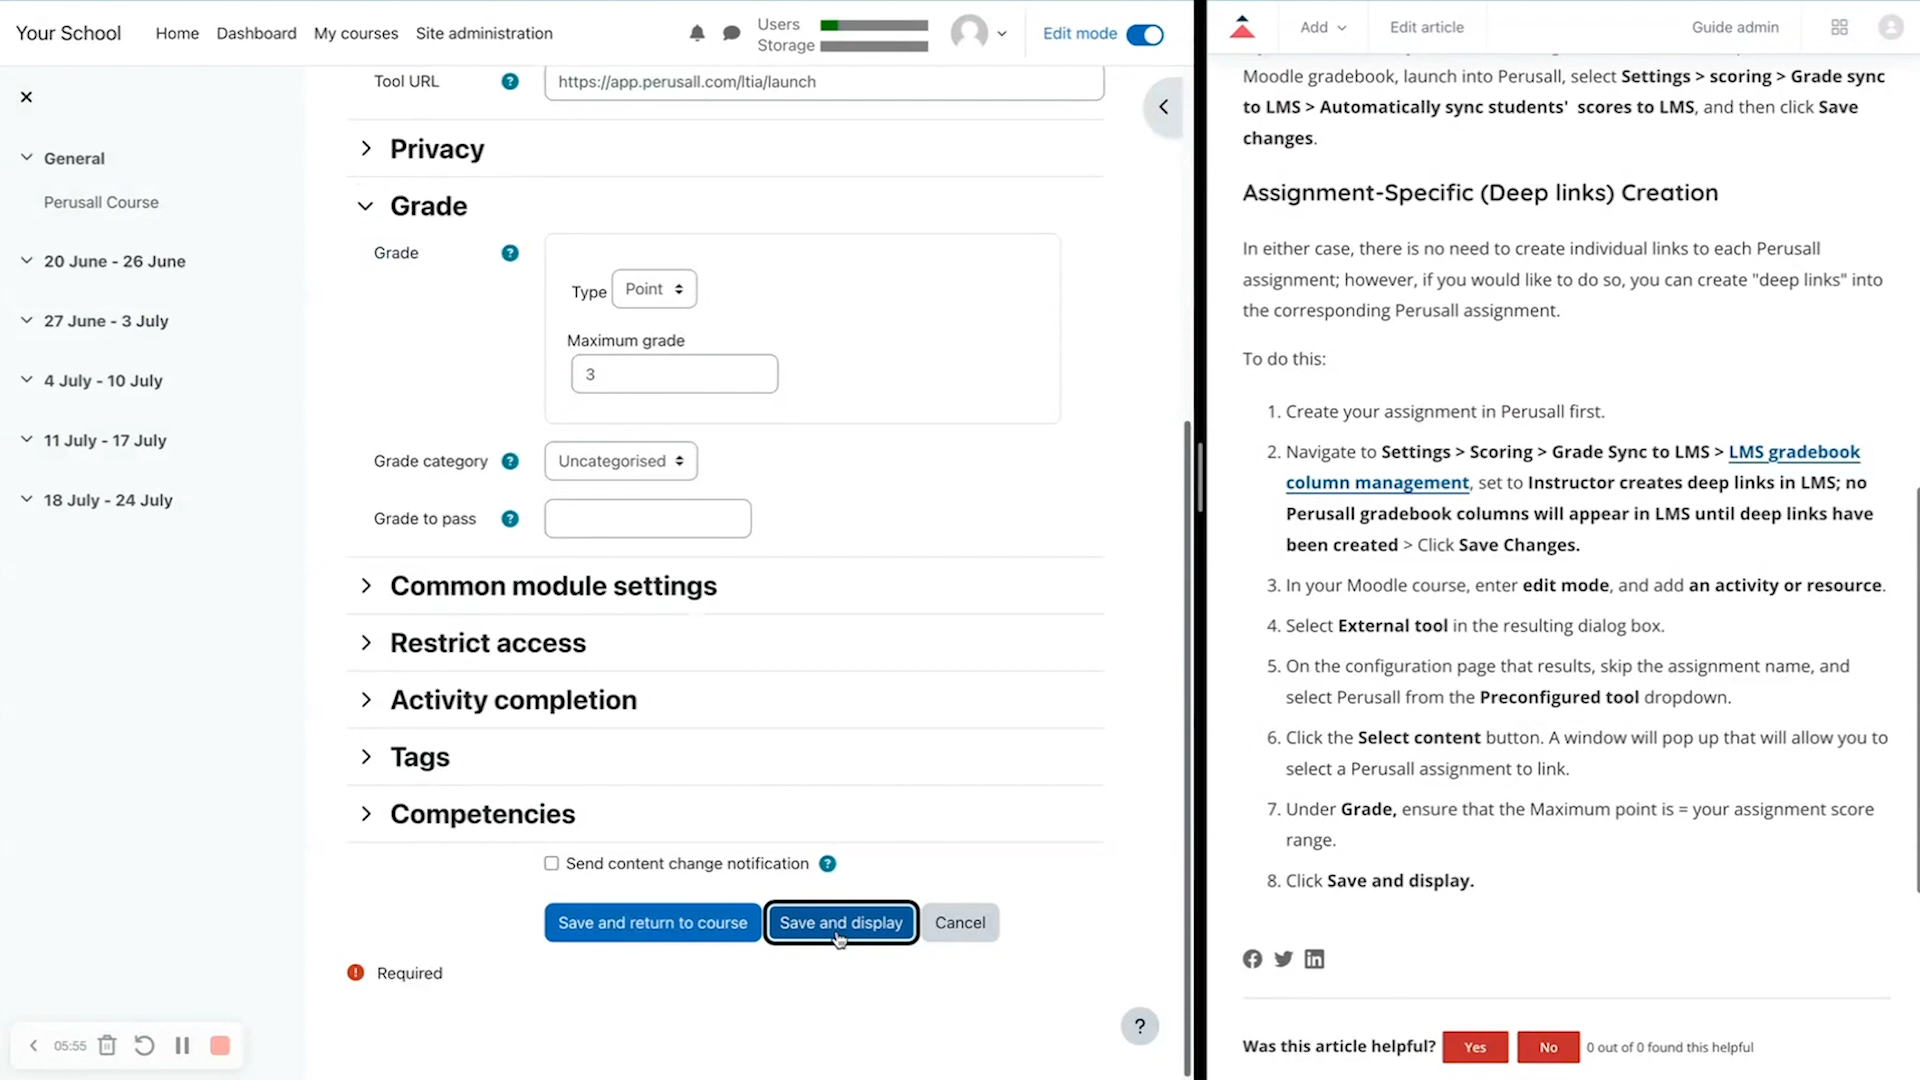 Your School
Home
Dashboard
My courses
Site administration
Users
Storage
Edit mode
General
Perusall Course
20 June - 26 June
27 June - 3 July
4 July - 10 July
11 July - 17 July
18 July - 24 July
05:55
Tool URL
?
https://app.perusall.com/ltia/launch
Privacy
Grade
Grade
?
Type
Point
Maximum grade
3
Grade category
?
Uncategorised
Grade to pass
?
Common module settings
Restrict access
Activity completion
Tags
Competencies
Send content change notification
?
Save and return to course
Save and display
Cancel
! Required
?
Add
Edit article
Guide admin
Moodle gradebook, launch into Perusall, select Settings > scoring > Grade sync
to LMS > Automatically sync students' scores to LMS, and then click Save
changes.
Assignment-Specific (Deep links) Creation
In either case, there is no need to create individual links to each Perusall
assignment; however, if you would like to do so, you can create "deep links" into
the corresponding Perusall assignment.
To do this:
1. Create your assignment in Perusall first.
2. Navigate to Settings > Scoring > Grade Sync to LMS > LMS gradebook
column management, set to Instructor creates deep links in LMS; no
Perusall gradebook columns will appear in LMS until deep links have
been created > Click Save Changes.
3. In your Moodle course, enter edit mode, and add an activity or resource.
4. Select External tool in the resulting dialog box.
5. On the configuration page that results, skip the assignment name, and
select Perusall from the Preconfigured tool dropdown.
6. Click the Select content button. A window will pop up that will allow you to
select a Perusall assignment to link.
7. Under Grade, ensure that the Maximum point is = your assignment score
range.
8. Click Save and display.
Was this article helpful?
Yes
No
0 out of 0 found this helpful